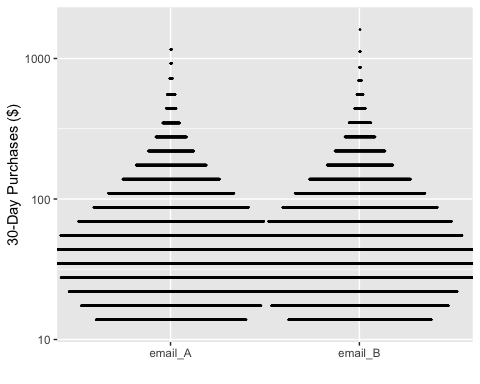 30-Day Purchases ($)
1000
100
10
email_A
email_B